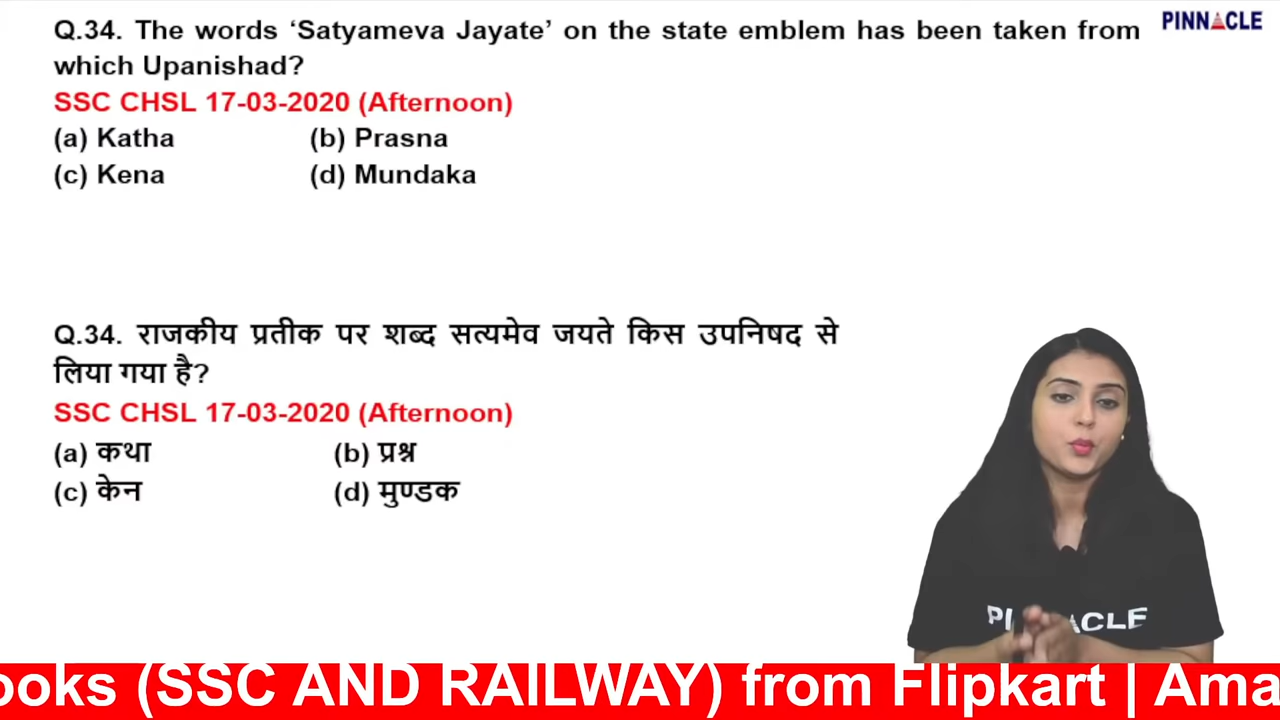 Q.34. The words ‘Satyameva Jayate’ on the state emblem has been taken from
PINNACLE
which Upanishad?
SSC CHSL 17-03-2020 (Afternoon)
(a) Katha (b) Prasna
(c) Kena (d) Mundaka
Q.34. राजकीय प्रतीक पर शब्द सत्यमेव जयते किस उपनिषद से
लिया गया है?
SSC CHSL 17-03-2020 (Afternoon)
(a) कथा (b) प्रश्न
(c) केन (d) मुण्डक
ooks (SSC AND RAILWAY) from Flipkart | Ama